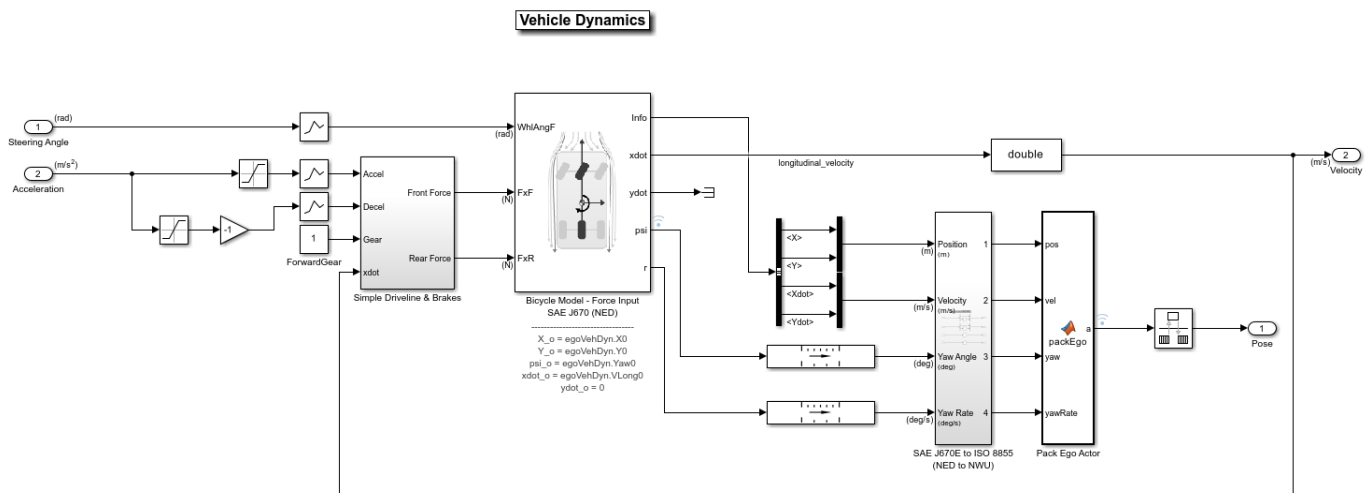 Vehicle Dynamics
1
(rad)
Steering Angle
2
(m/s²)
Acceleration
-1
1
ForwardGear
Accel
Decel
Gear
xdot
Front Force
Rear Force
Simple Driveline & Brakes
(rad)
(N)
(N)
WhlAngF
FxF
FxR
Info
xdot
ydot
psi
r
Bicycle Model - Force Input
SAE J670 (NED)
--------------------------------
X_o = egoVehDyn.X0
Y_o = egoVehDyn.Y0
psi_o = egoVehDyn.Yaw0
xdot_o = egoVehDyn.VLong0
ydot_o = 0
longitudinal_velocity
double
(m/s)
2
Velocity
<X>
<Y>
<Xdot>
<Ydot>
(m)
(m/s)
(deg)
(deg/s)
Position
(m)
Velocity
(m/s)
Yaw Angle
(deg)
Yaw Rate
(deg/s)
1
2
3
4
SAE J670E to ISO 8855
(NED to NWU)
pos
vel
yaw
yawRate
packEgo
a
Pack Ego Actor
1
Pose